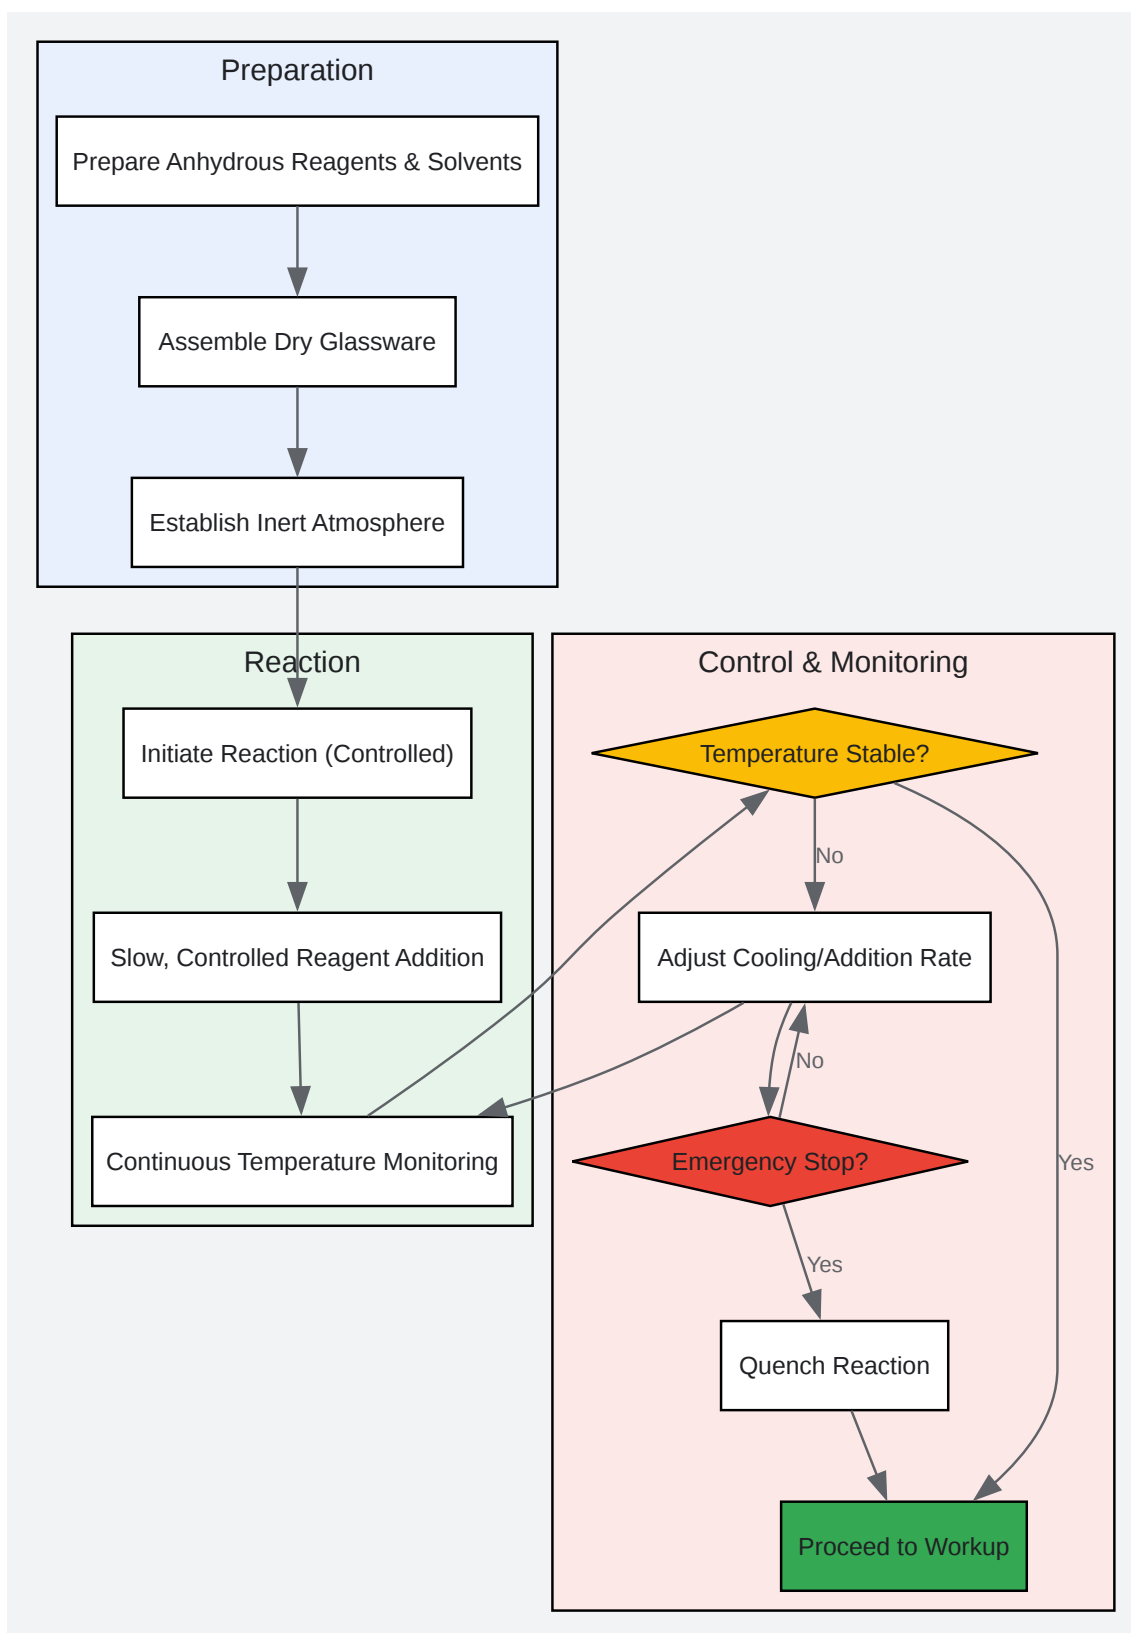 Preparation
Prepare Anhydrous Reagents & Solvents
Assemble Dry Glassware
Establish Inert Atmosphere
Reaction
Initiate Reaction (Controlled)
Slow, Controlled Reagent Addition
Continuous Temperature Monitoring
Control & Monitoring
Temperature Stable?
No
Adjust Cooling/Addition Rate
No
Emergency Stop?
Yes
Yes
Quench Reaction
Proceed to Workup